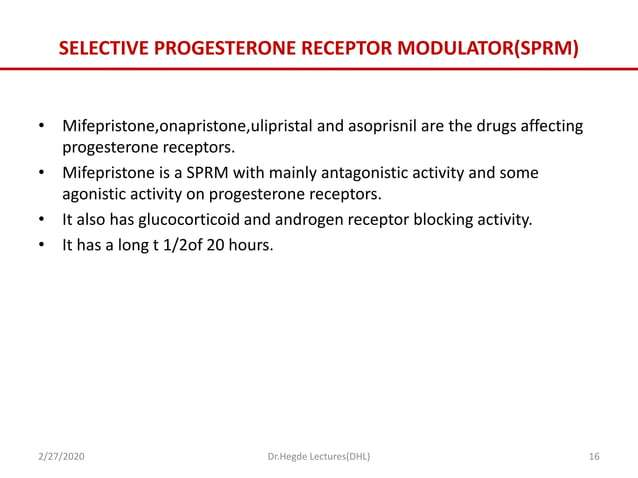 SELECTIVE PROGESTERONE RECEPTOR MODULATOR(SPRM)
• Mifepristone,onapristone,ulipristal and asoprisnil are the drugs affecting
progesterone receptors.
• Mifepristone is a SPRM with mainly antagonistic activity and some
agonistic activity on progesterone receptors.
• It also has glucocorticoid and androgen receptor blocking activity.
• It has a long t 1/2of 20 hours.
2/27/2020
Dr.Hegde Lectures(DHL)
16